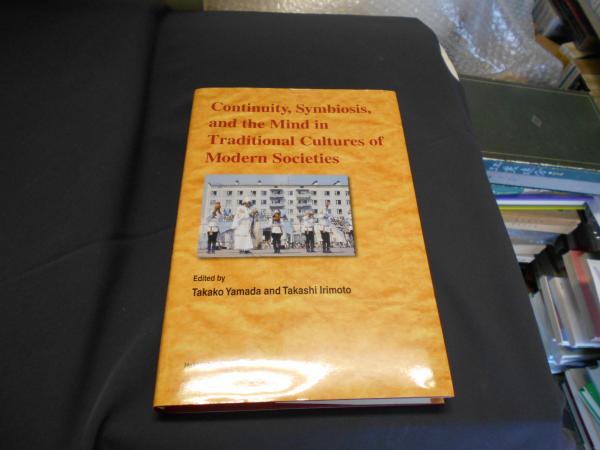 Continuity, Symbiosis,
and the Mind in
Traditional Cultures of
Modern Societies
Edited by
Takako Yamada and Takashi Irimoto